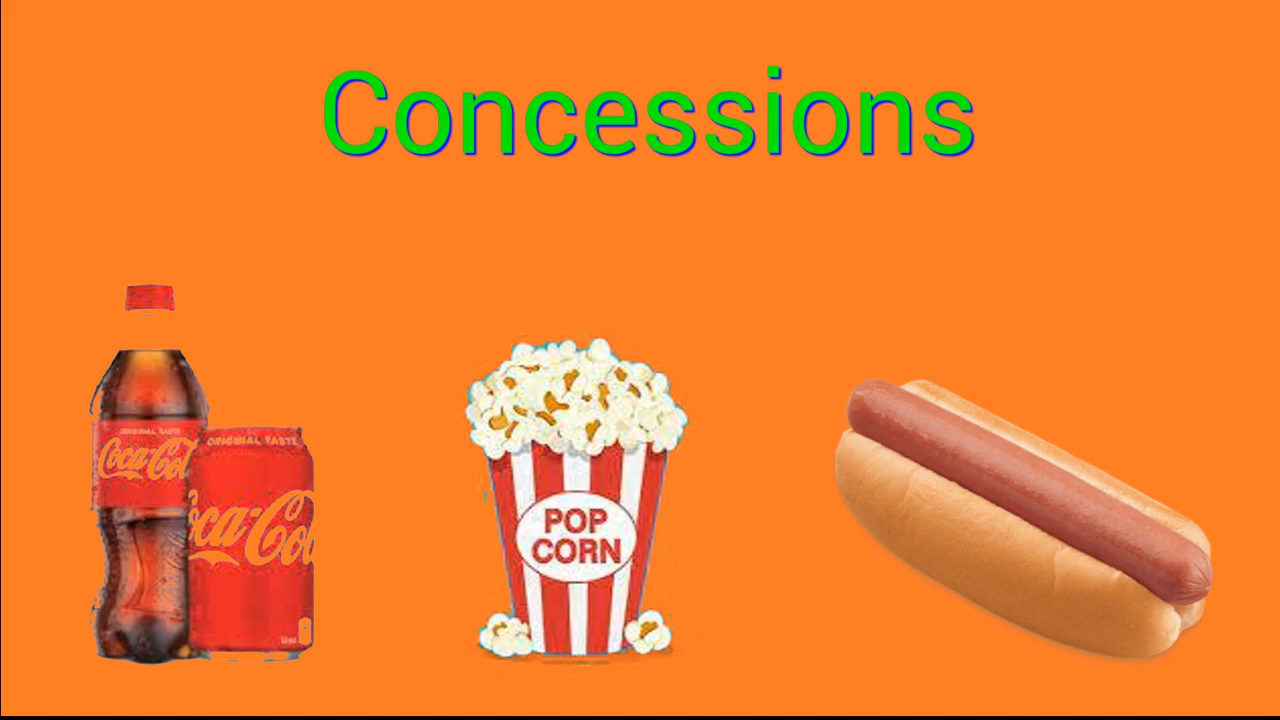 Concessions
ORIGINAL TASTE
Coca-Col
ORIGINAL TASTE
oca-Col
POP
CORN